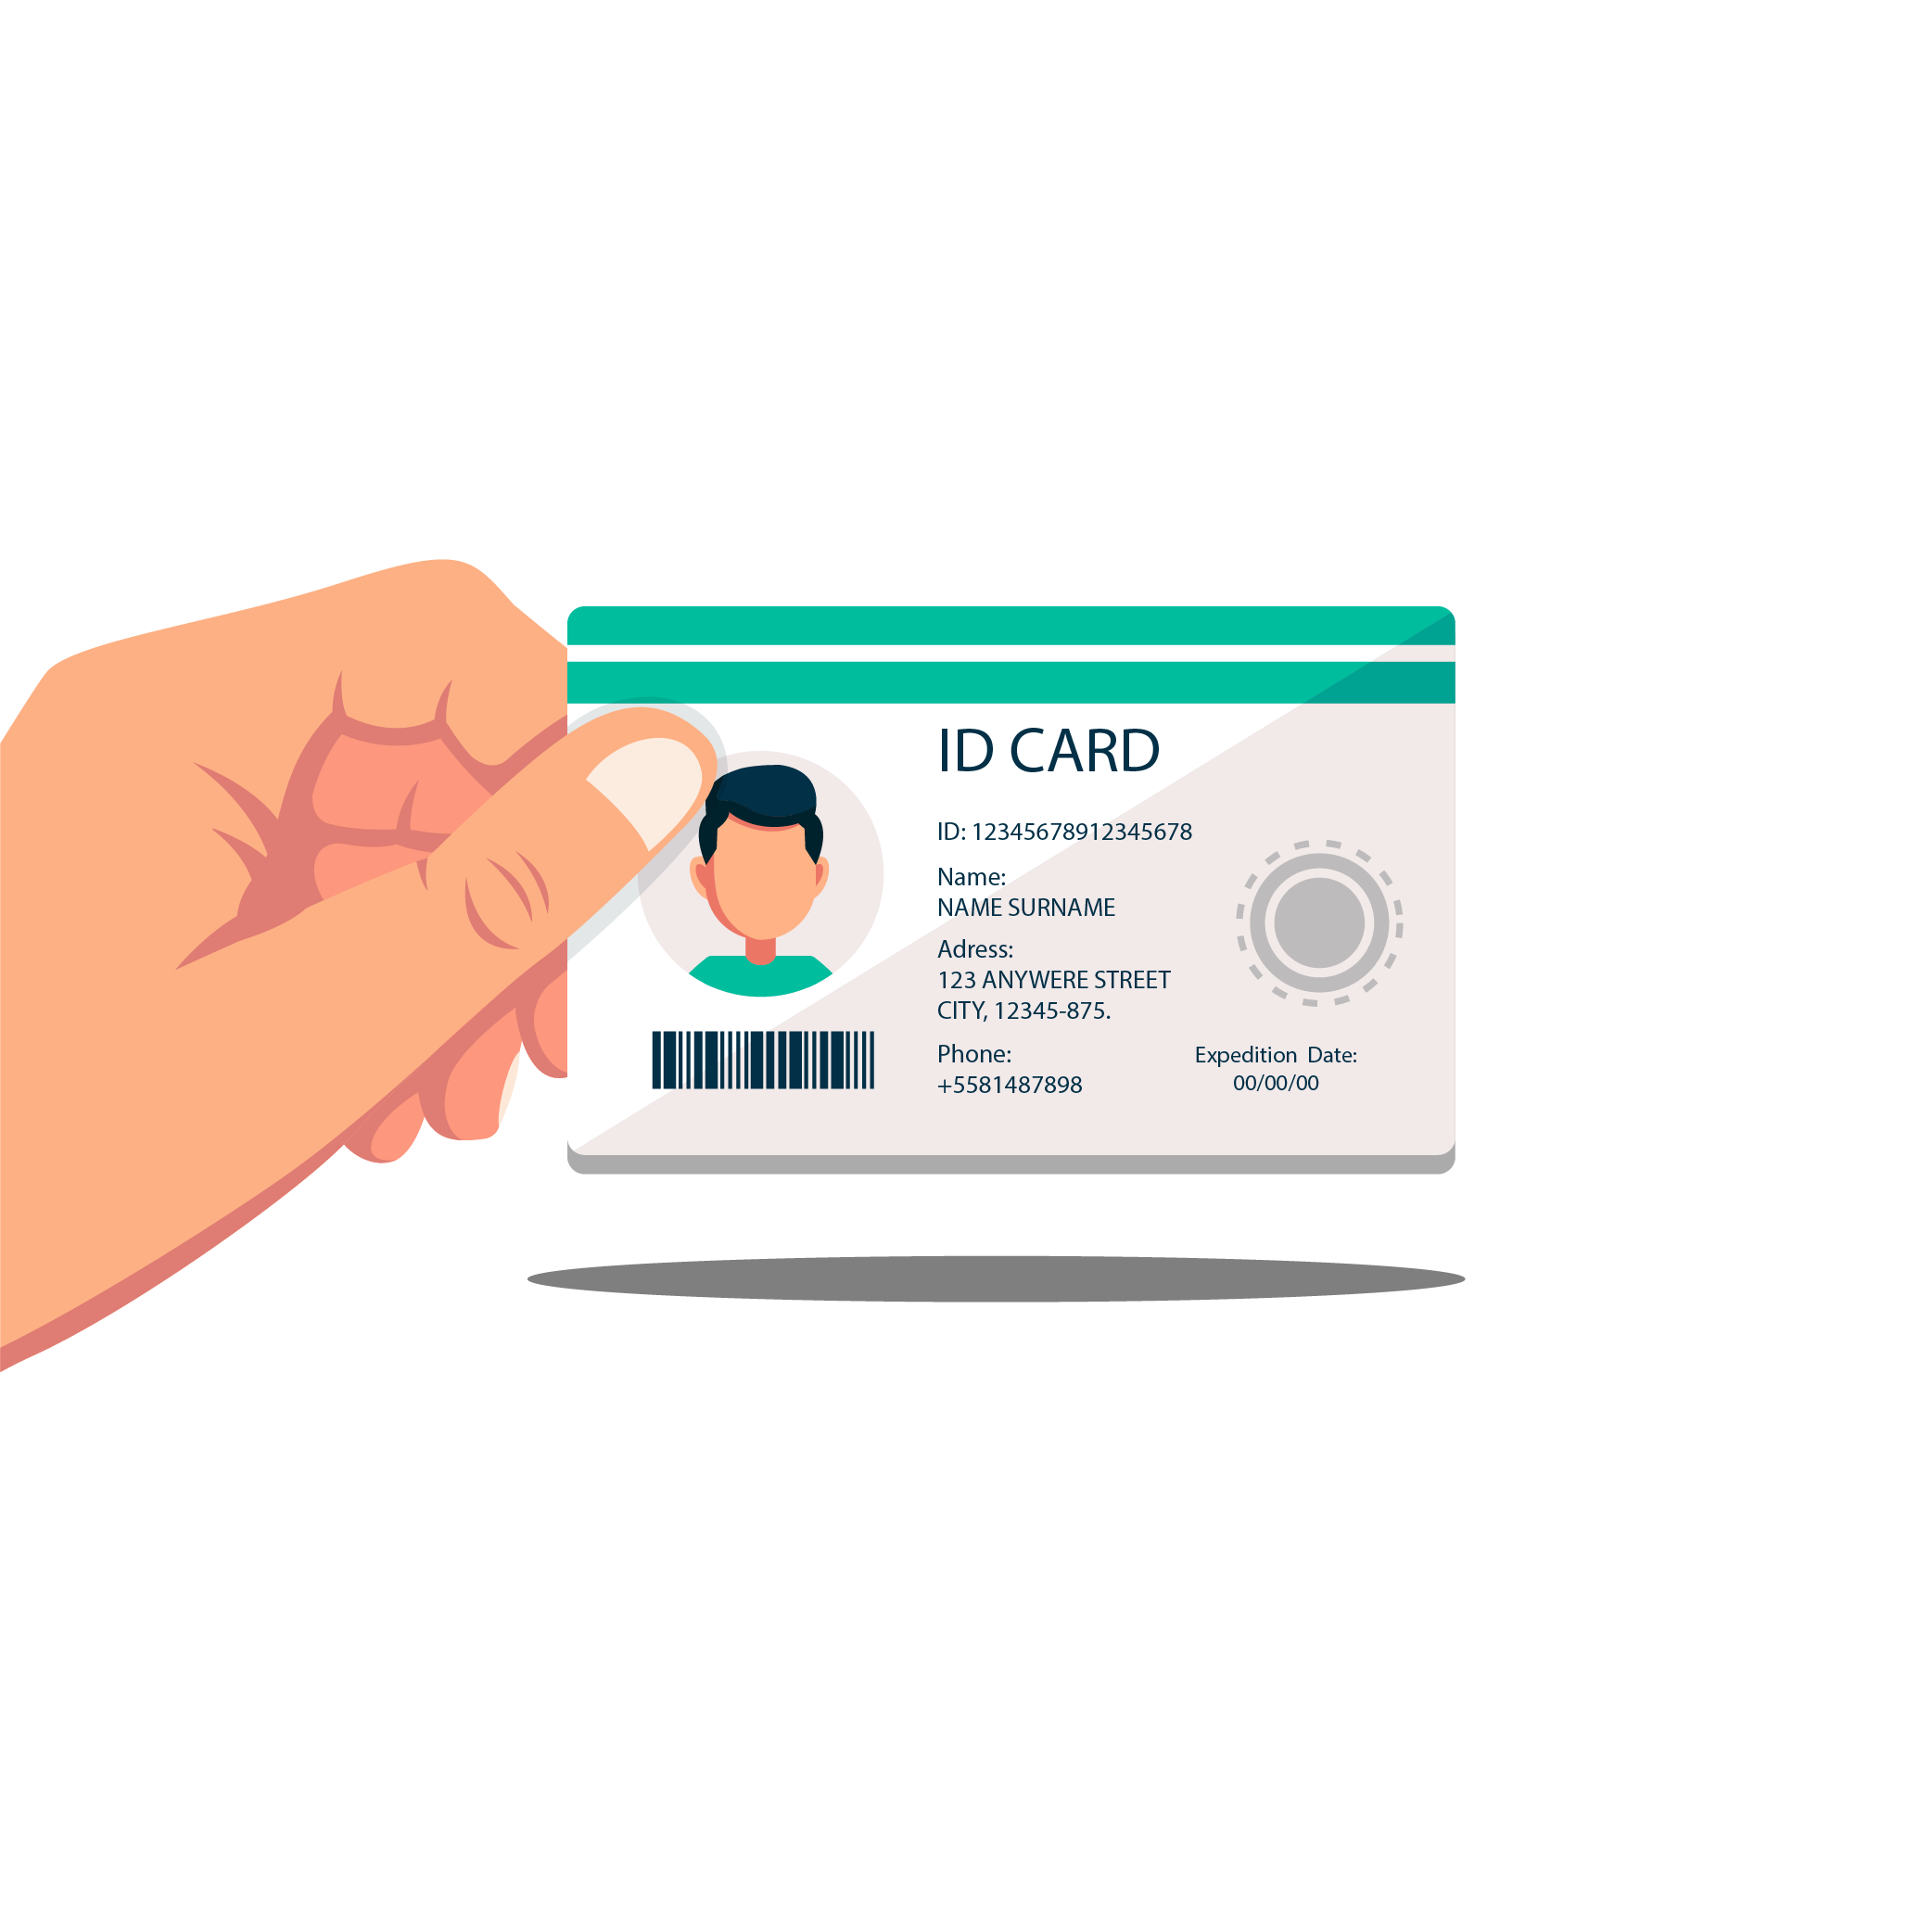 ID CARD
ID: 12345678912345678
Name:
NAME SURNAME
Adress:
123 ANYWERE STREET
CITY, 12345-875.
Phone:
+5581487898
Expedition Date:
00/00/00